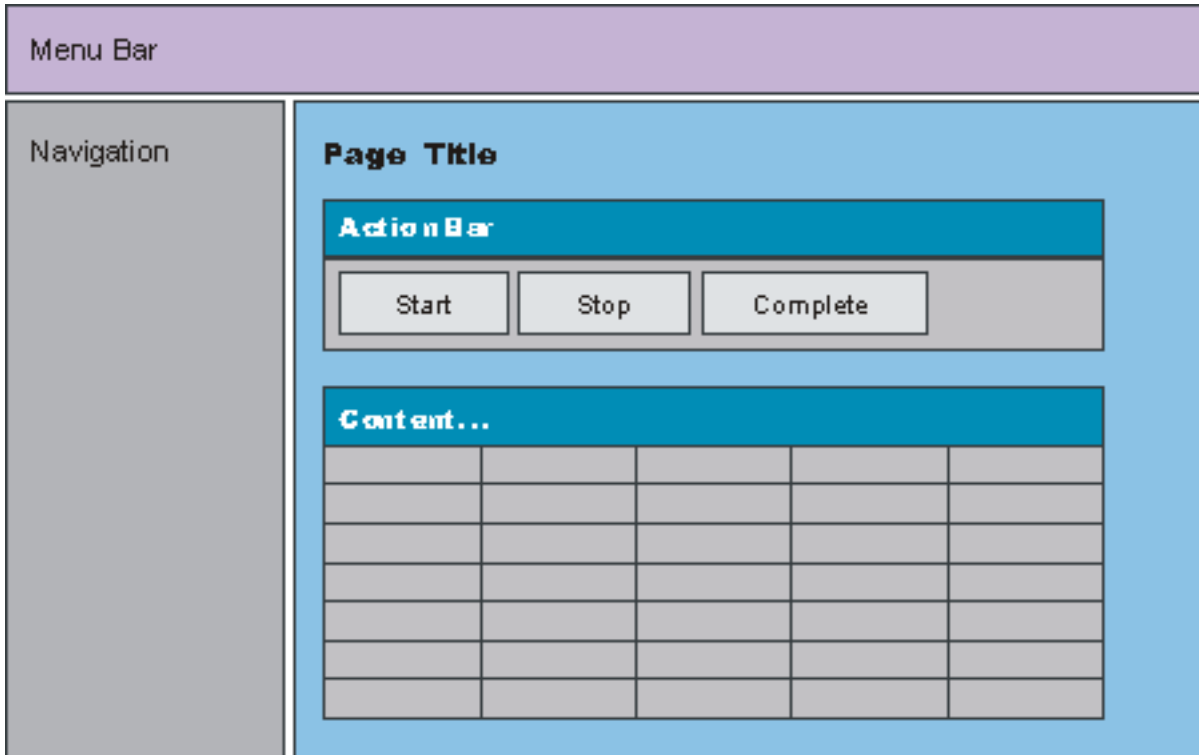 Menu Bar
Navigation
Page Title
Action Bar
Start Stop Complete
Content...